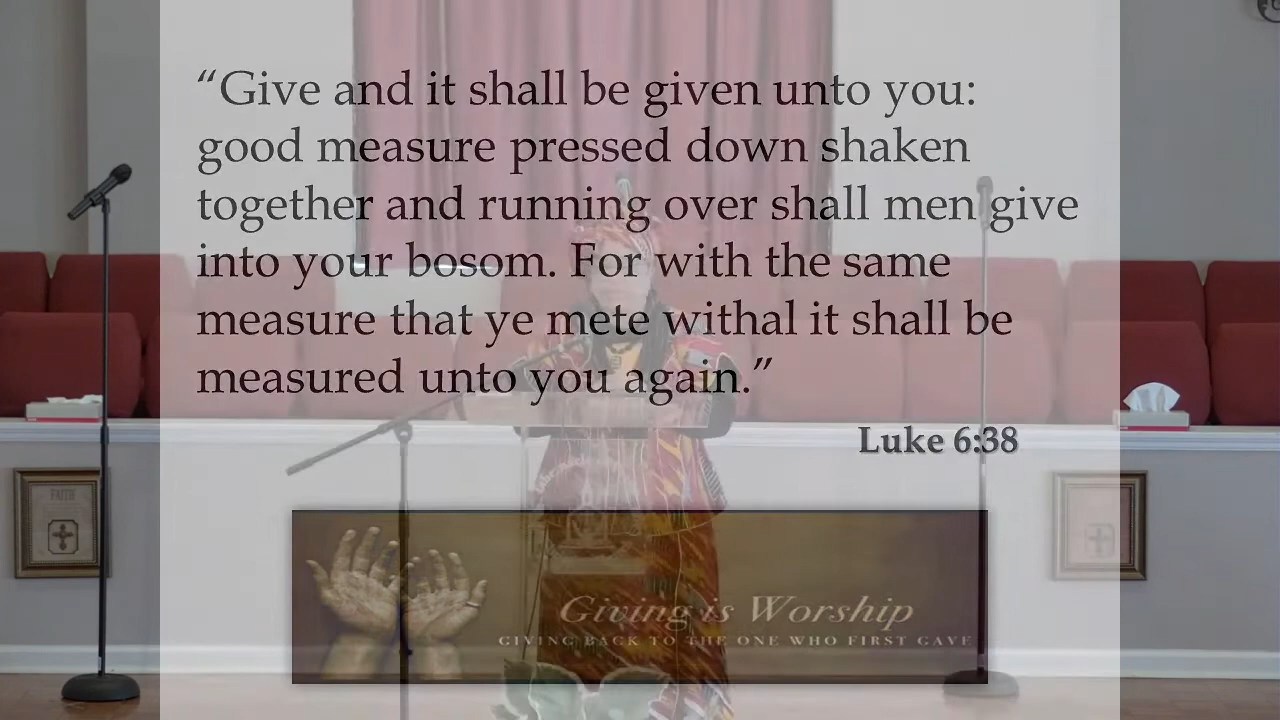 “Give and it shall be given unto you:
good measure pressed down shaken
together and running over shall men give
into your bosom. For with the same
measure that ye mete withal it shall be
measured unto you again.”
Luke 6:38
Giving is Worship
GIVING BACK TO THE ONE WHO FIRST GAVE
FAITH